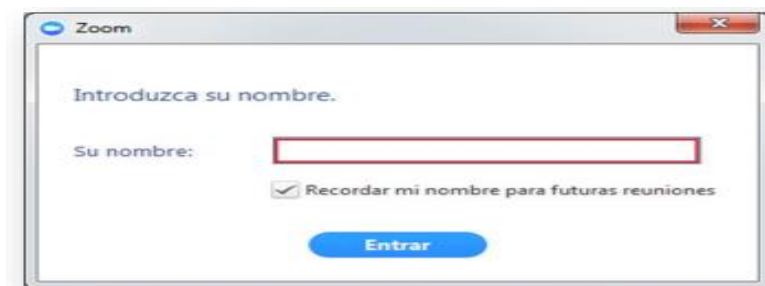 Zoom
Introduzca su nombre.
Su nombre:
Recordar mi nombre para futuras reuniones
Entrar